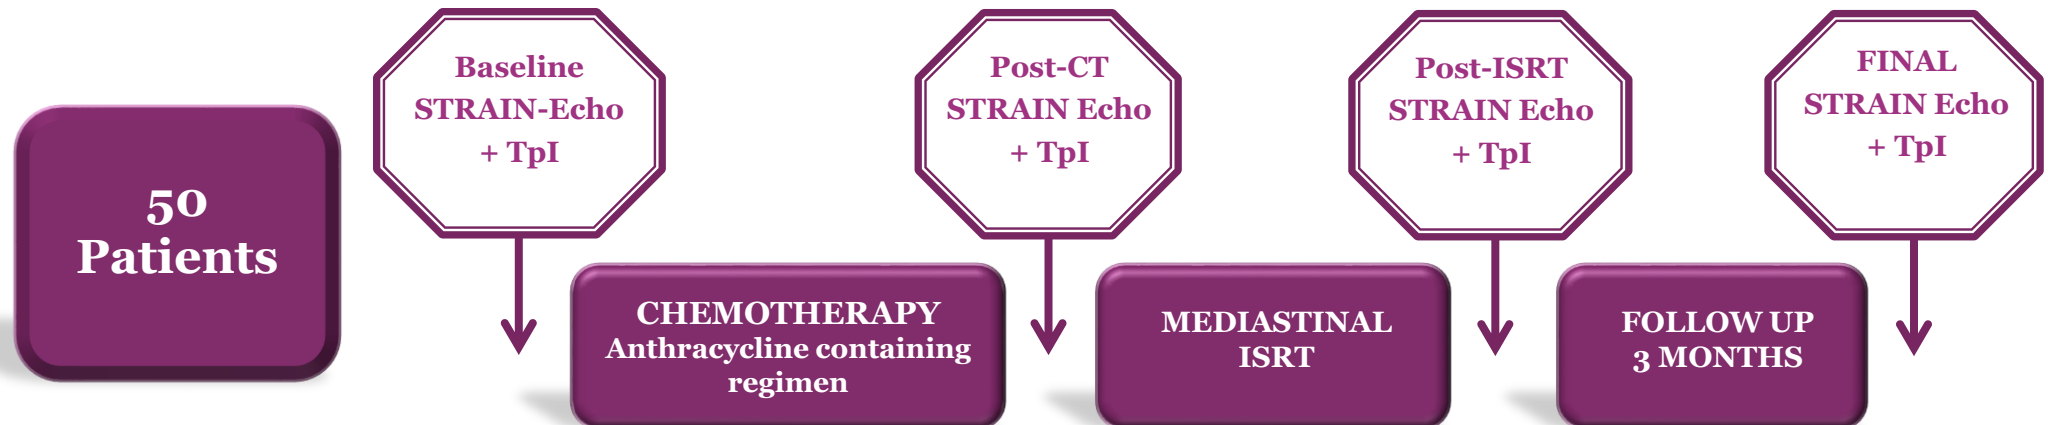 50
Patients
Baseline
STRAIN-Echo
+ TpI
CHEMOTHERAPY
Anthracycline containing
regimen
Post-CT
STRAIN Echo
+ TpI
MEDIASTINAL
ISRT
Post-ISRT
STRAIN Echo
+ TpI
FOLLOW UP
3 MONTHS
FINAL
STRAIN Echo
+ TpI